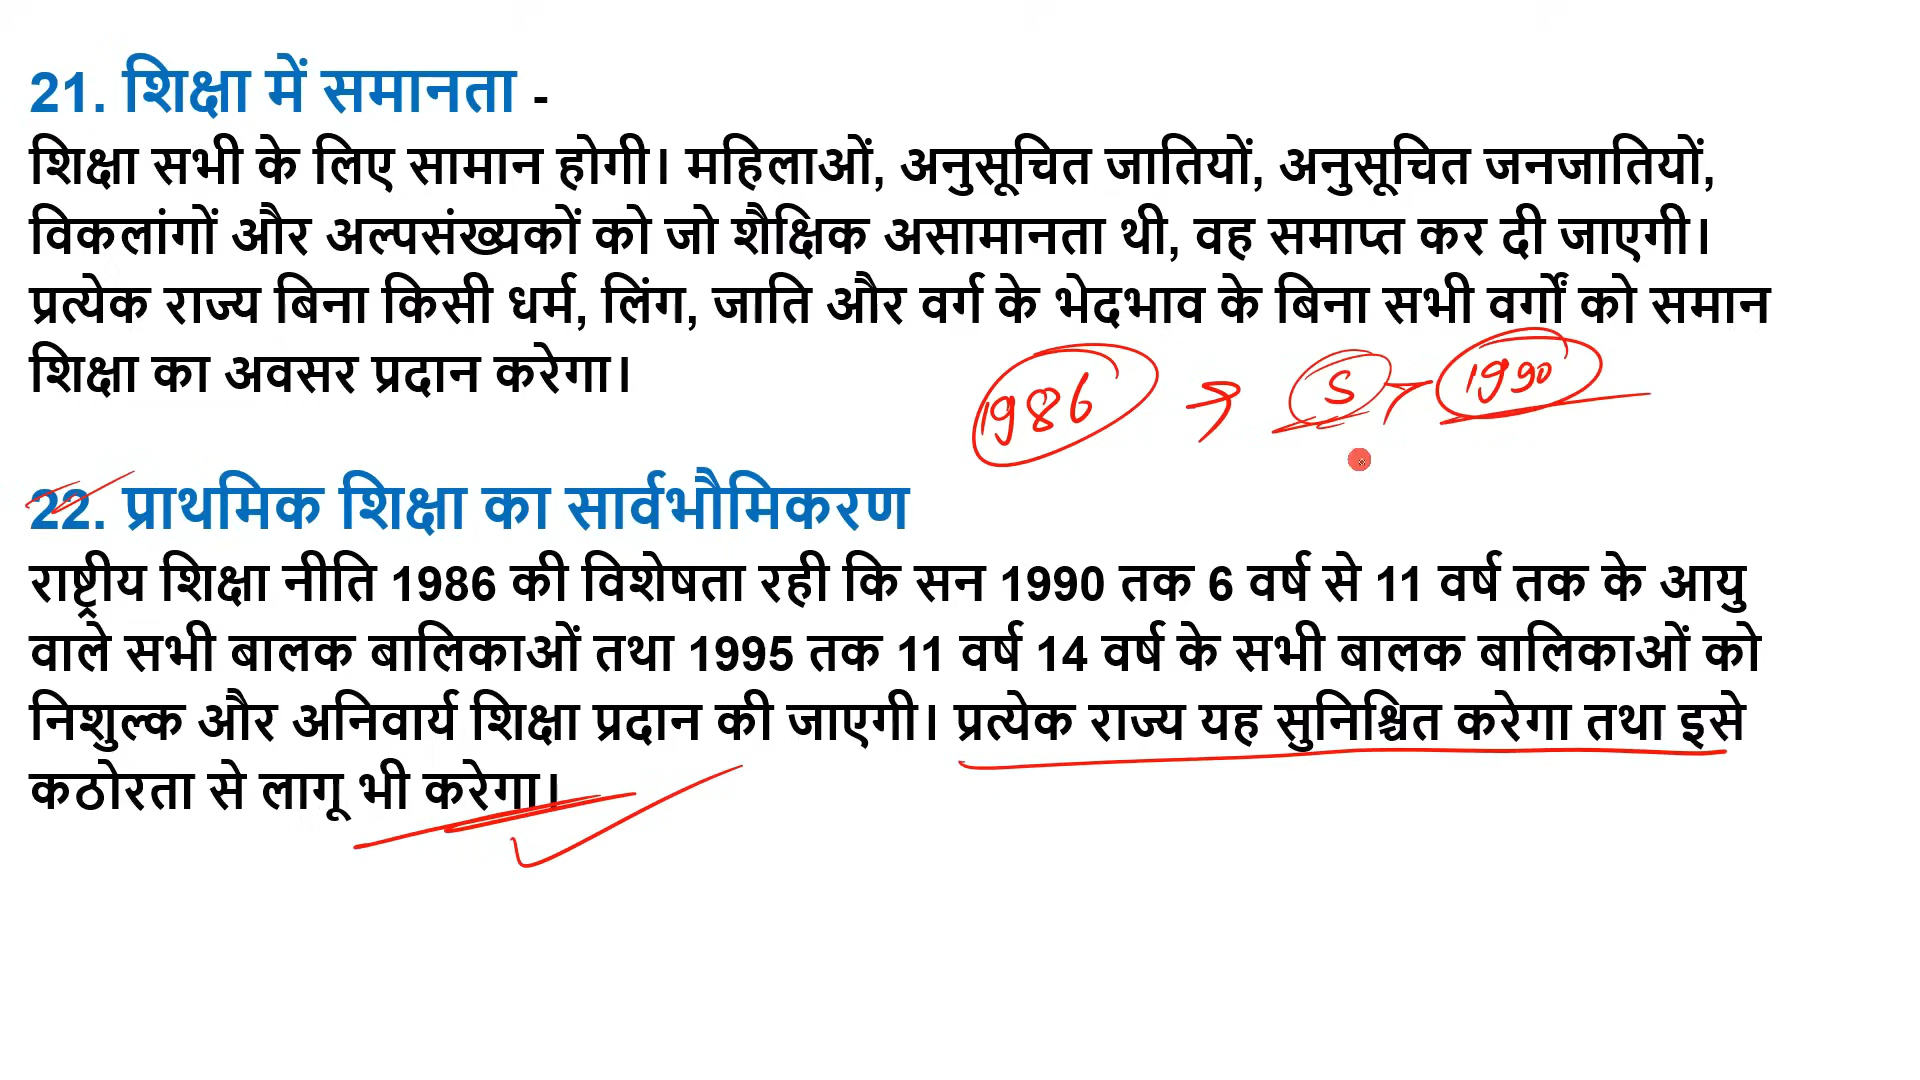 21. शिक्षा में समानता -
शिक्षा सभी के लिए सामान होगी। महिलाओं, अनुसूचित जातियों, अनुसूचित जनजातियों,
विकलांगों और अल्पसंख्यकों को जो शैक्षिक असामानता थी, वह समाप्त कर दी जाएगी।
प्रत्येक राज्य बिना किसी धर्म, लिंग, जाति और वर्ग के भेदभाव के बिना सभी वर्गों को समान
शिक्षा का अवसर प्रदान करेगा।
1986 → 5 → 1990
22. प्राथमिक शिक्षा का सार्वभौमिकरण
राष्ट्रीय शिक्षा नीति 1986 की विशेषता रही कि सन 1990 तक 6 वर्ष से 11 वर्ष तक के आयु
वाले सभी बालक बालिकाओं तथा 1995 तक 11 वर्ष 14 वर्ष के सभी बालक बालिकाओं को
निशुल्क और अनिवार्य शिक्षा प्रदान की जाएगी। प्रत्येक राज्य यह सुनिश्चित करेगा तथा इसे
कठोरता से लागू भी करेगा।